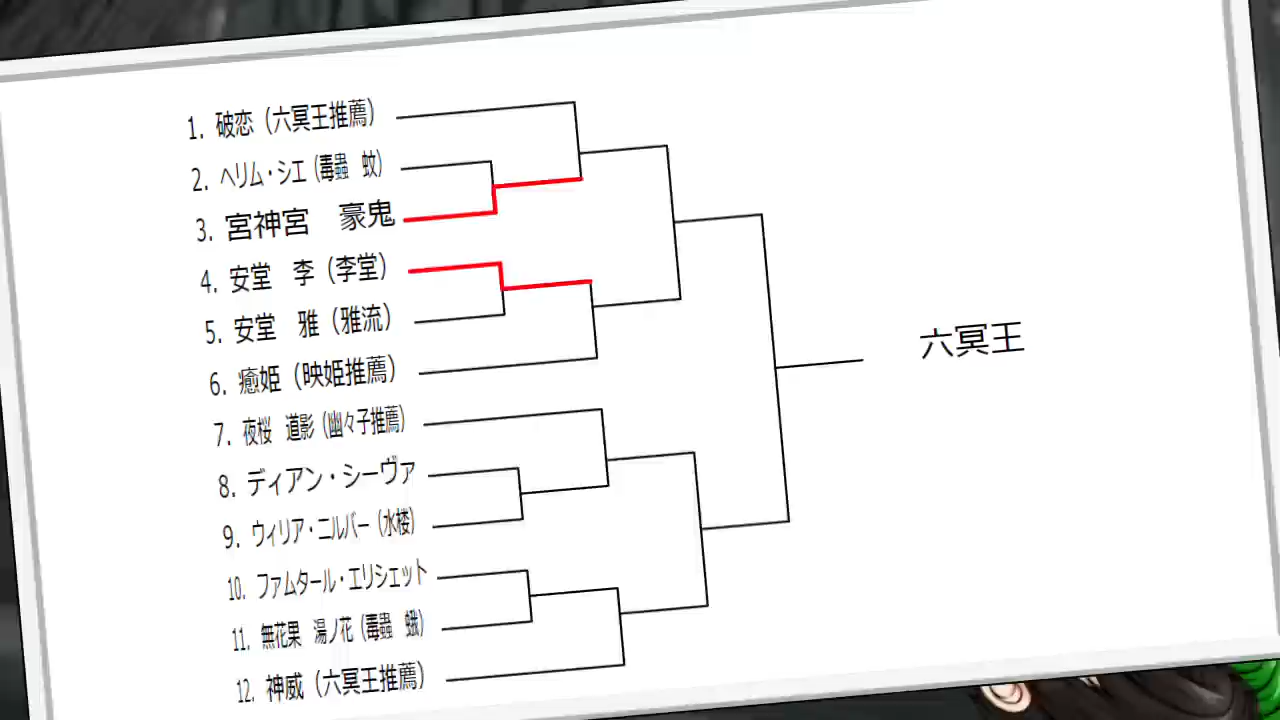 1. 破恋（六冥王推薦）
2. ヘリム・シエ（毒蟲　蚊）
3. 宮神宮　豪鬼
4. 安堂　李（李堂）
5. 安堂　雅（雅流）
6. 癒姫（映姫推薦）
7. 夜桜　道影（幽々子推薦）
8. ディアン・シーヴァ
9. ウィリア・ニルバー（水楼）
10. ファムタール・エリシェット
11. 無花果　湯ノ花（毒蟲　蛾）
12. 神威（六冥王推薦）
六冥王